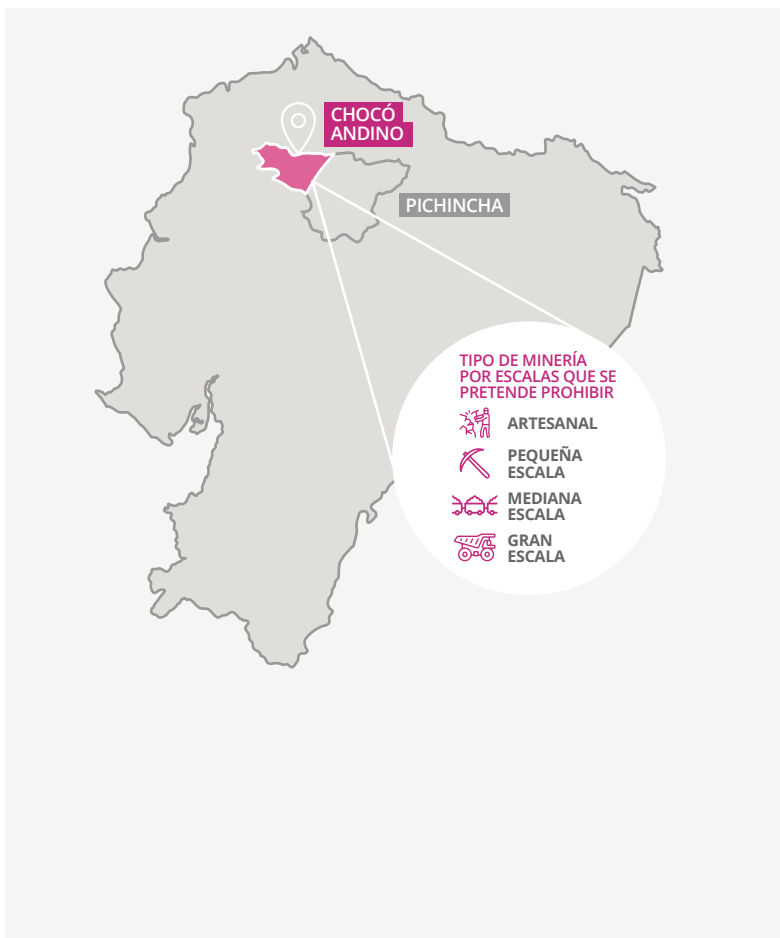 CHOCÓ
ANDINO
PICHINCHA
TIPO DE MINERÍA
POR ESCALAS QUE SE
PRETENDE PROHIBIR
ARTESANAL
PEQUEÑA
ESCALA
MEDIANA
ESCALA
GRAN
ESCALA